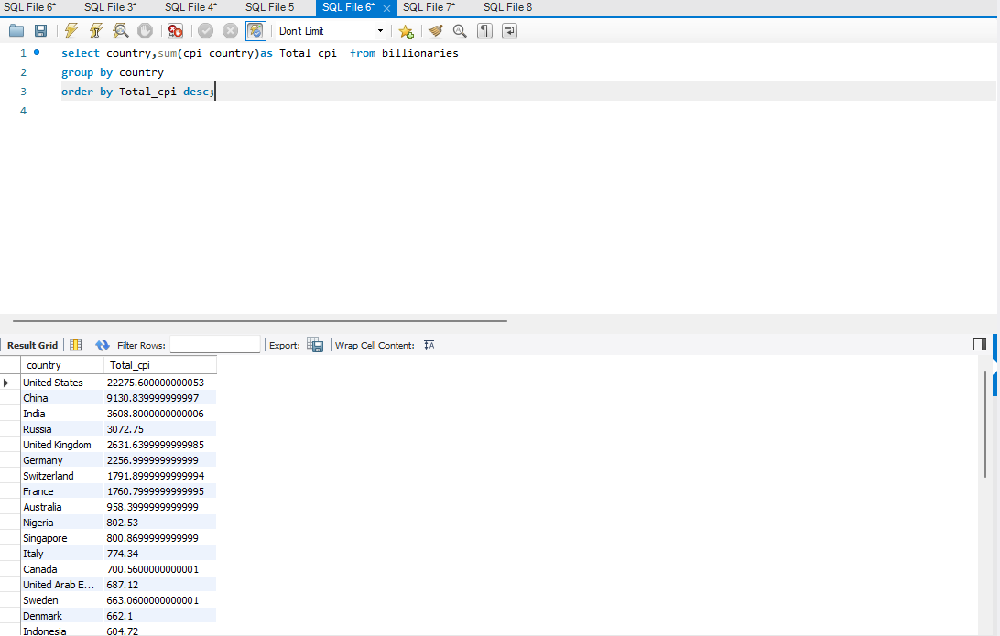 SQL File 6* SQL File 3* SQL File 4* SQL File 5 SQL File 6* SQL File 7* SQL File 8
Don't Limit
1 select country,sum(cpi_country)as Total_cpi  from billionaries
2 group by country
3 order by Total_cpi desc;
4
Result Grid Filter Rows: Export: Wrap Cell Content:
country Total_cpi
United States 22275.600000000053
China 9130.839999999997
India 3608.8000000000006
Russia 3072.75
United Kingdom 2631.6399999999985
Germany 2256.999999999999
Switzerland 1791.8999999999994
France 1760.7999999999995
Australia 958.3999999999999
Nigeria 802.53
Singapore 800.8699999999999
Italy 774.34
Canada 700.5600000000001
United Arab E... 687.12
Sweden 663.0600000000001
Denmark 662.1
Indonesia 604.72